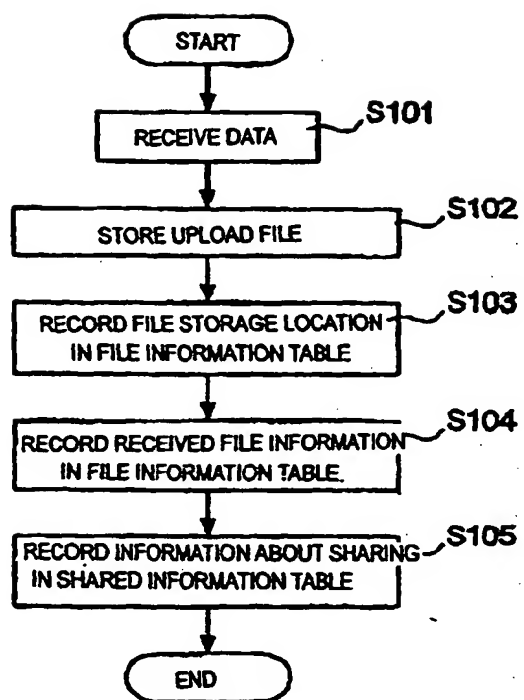 START
RECEIVE DATA
S101
STORE UPLOAD FILE
S102
RECORD FILE STORAGE LOCATION
IN FILE INFORMATION TABLE
S103
RECORD RECEIVED FILE INFORMATION
IN FILE INFORMATION TABLE.
S104
RECORD INFORMATION ABOUT SHARING
IN SHARED INFORMATION TABLE
S105
END